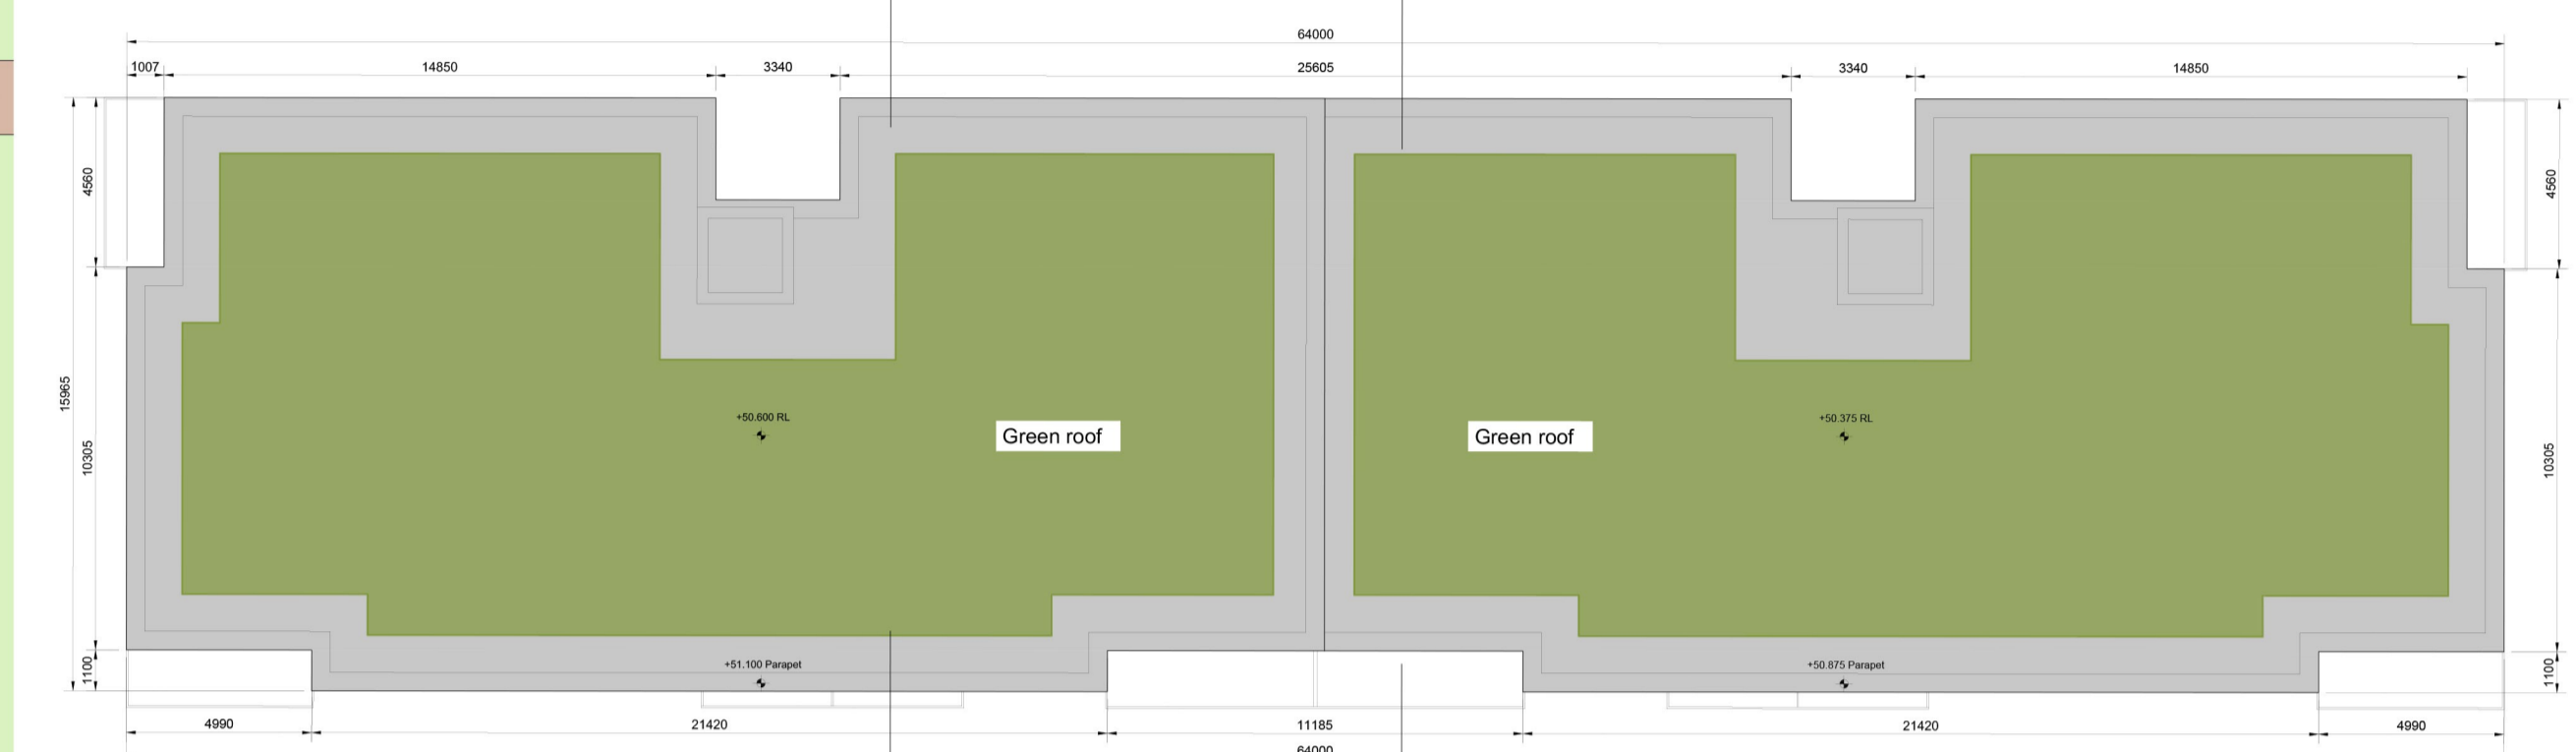 64000
1007 14850 3340 25605 3340 14850
4560
4560
15965
10305
10305
1100
1100
+50.600 RL
Green roof
Green roof
+50.375 RL
+51.100 Parapet
+50.875 Parapet
4990 21420 11185 21420 4990
64000